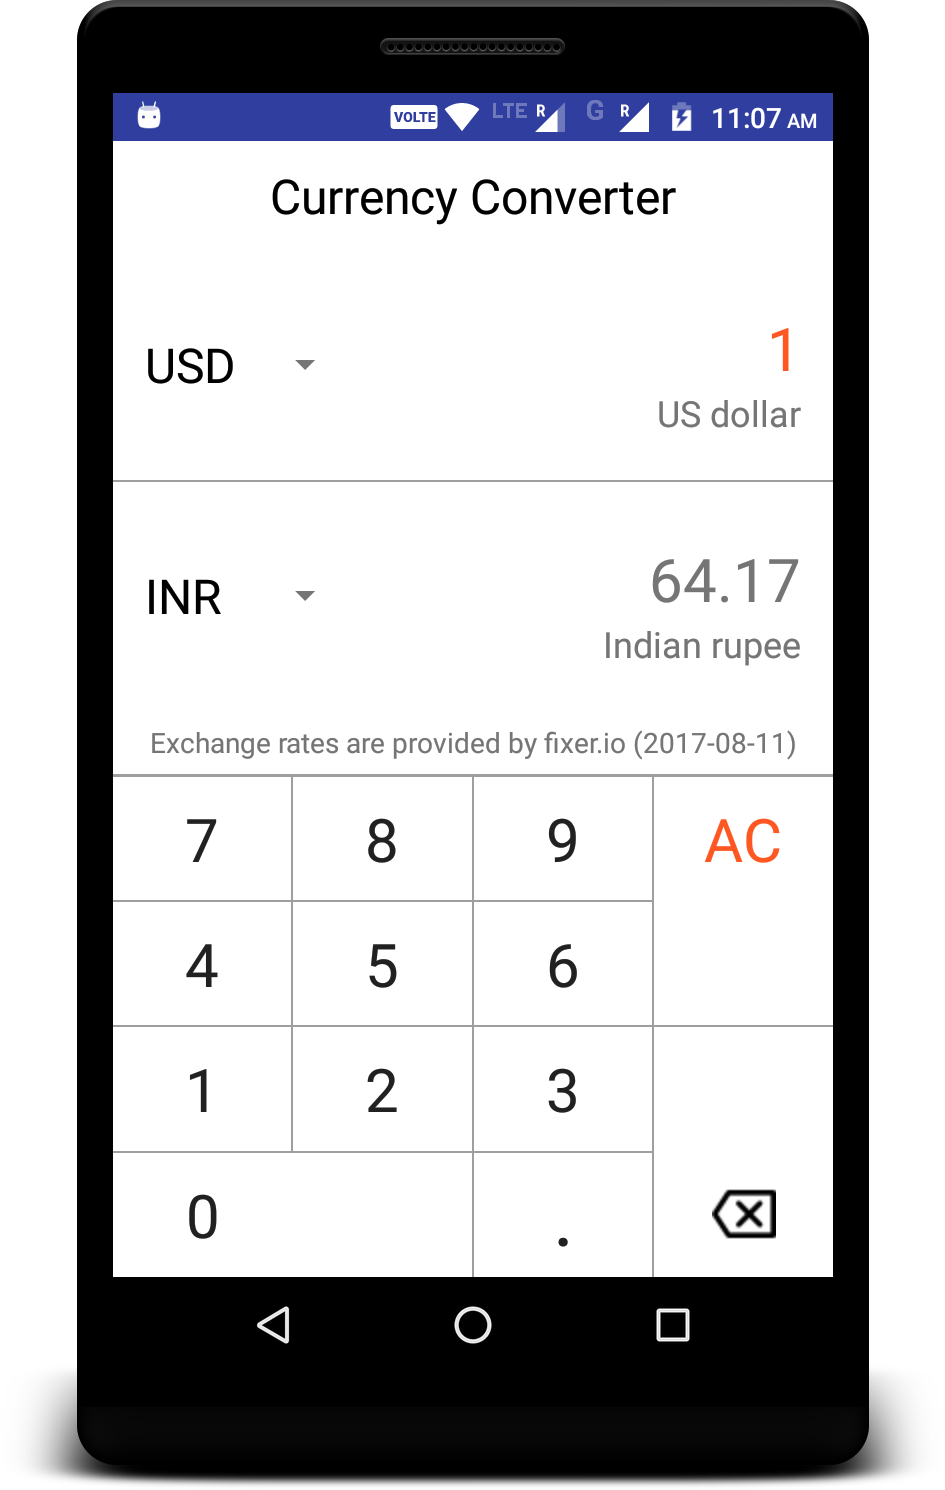 VOLTE LTE R G R 11:07 AM
Currency Converter
USD 1
US dollar
INR 64.17
Indian rupee
Exchange rates are provided by fixer.io (2017-08-11)
7 8 9 AC
4 5 6
1 2 3
0 .